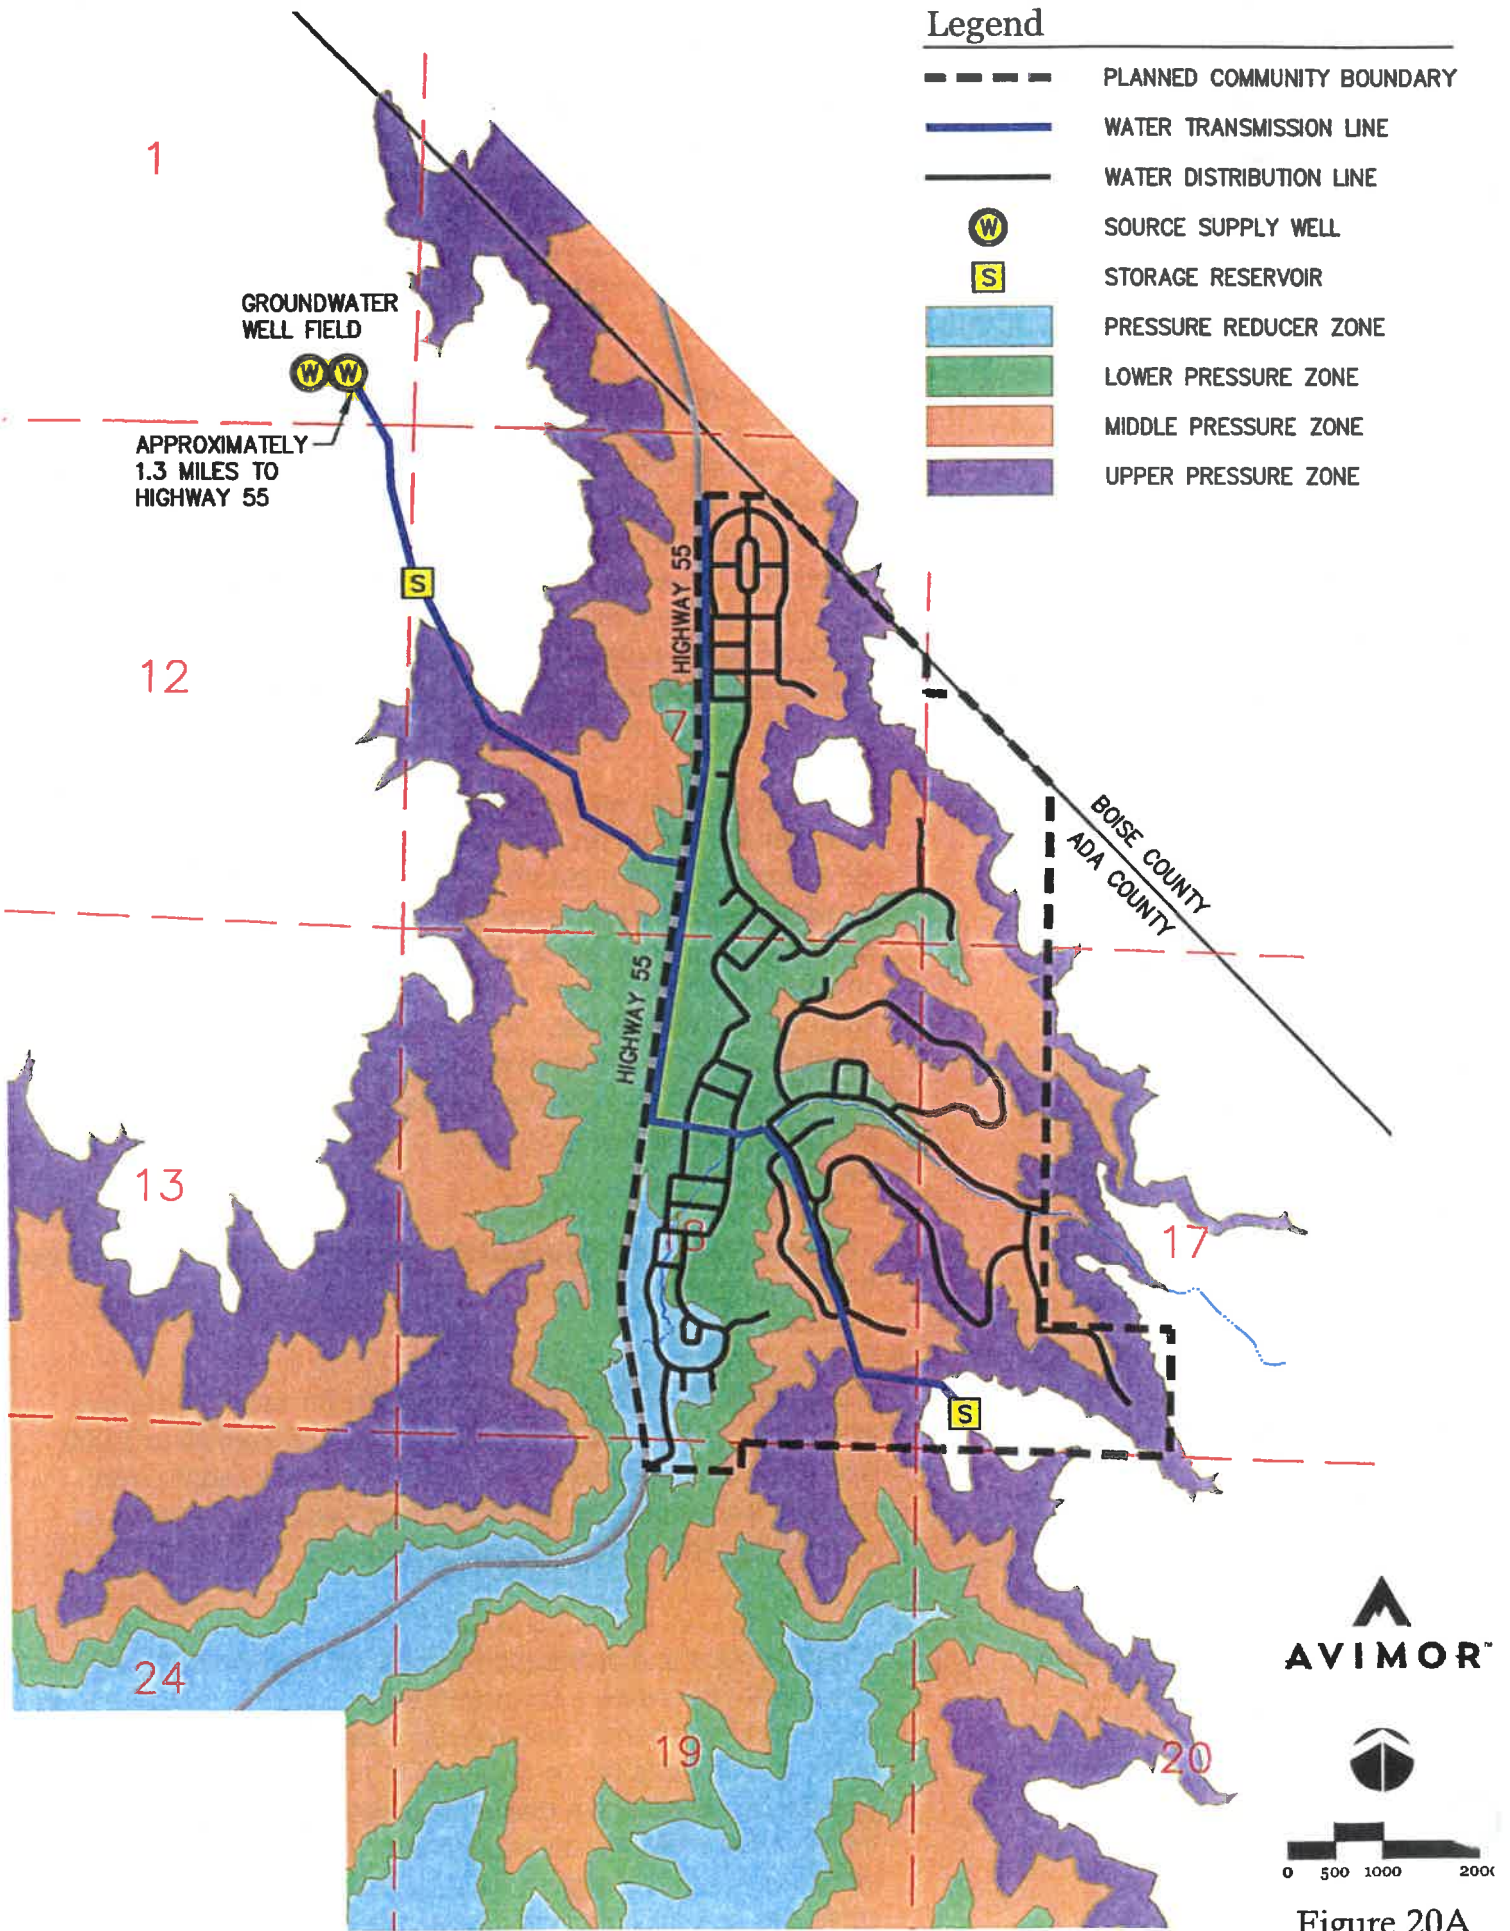 Legend
PLANNED COMMUNITY BOUNDARY
WATER TRANSMISSION LINE
WATER DISTRIBUTION LINE
W SOURCE SUPPLY WELL
S STORAGE RESERVOIR
PRESSURE REDUCER ZONE
LOWER PRESSURE ZONE
MIDDLE PRESSURE ZONE
UPPER PRESSURE ZONE
1
GROUNDWATER
WELL FIELD
W W
APPROXIMATELY
1.3 MILES TO
HIGHWAY 55
S
HIGHWAY 55
12
7
BOISE COUNTY
ADA COUNTY
HIGHWAY 55
13
17
S
24
19
20
AVIMOR™
0 500 1000 2000
Figure 20A